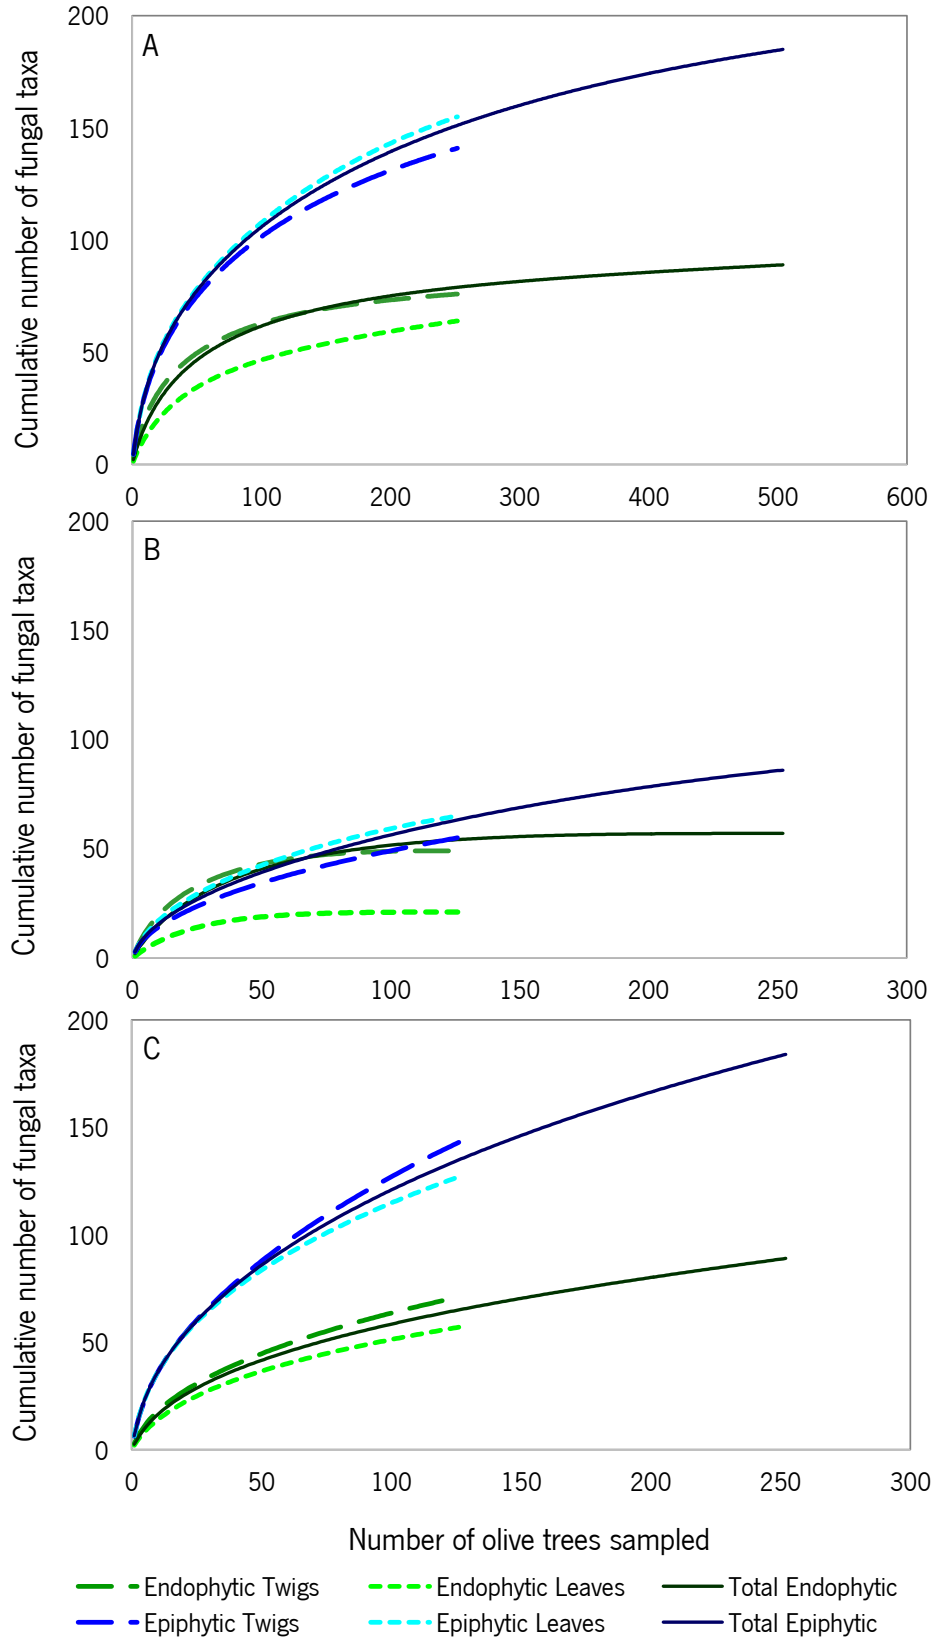 A
Cumulative number of fungal taxa
200
150
100
50
0
0 100 200 300 400 500 600
B
Cumulative number of fungal taxa
200
150
100
50
0
0 50 100 150 200 250 300
C
Cumulative number of fungal taxa
200
150
100
50
0
0 50 100 150 200 250 300
Number of olive trees sampled
Endophytic Twigs Endophytic Leaves Total Endophytic
Epiphytic Twigs Epiphytic Leaves Total Epiphytic